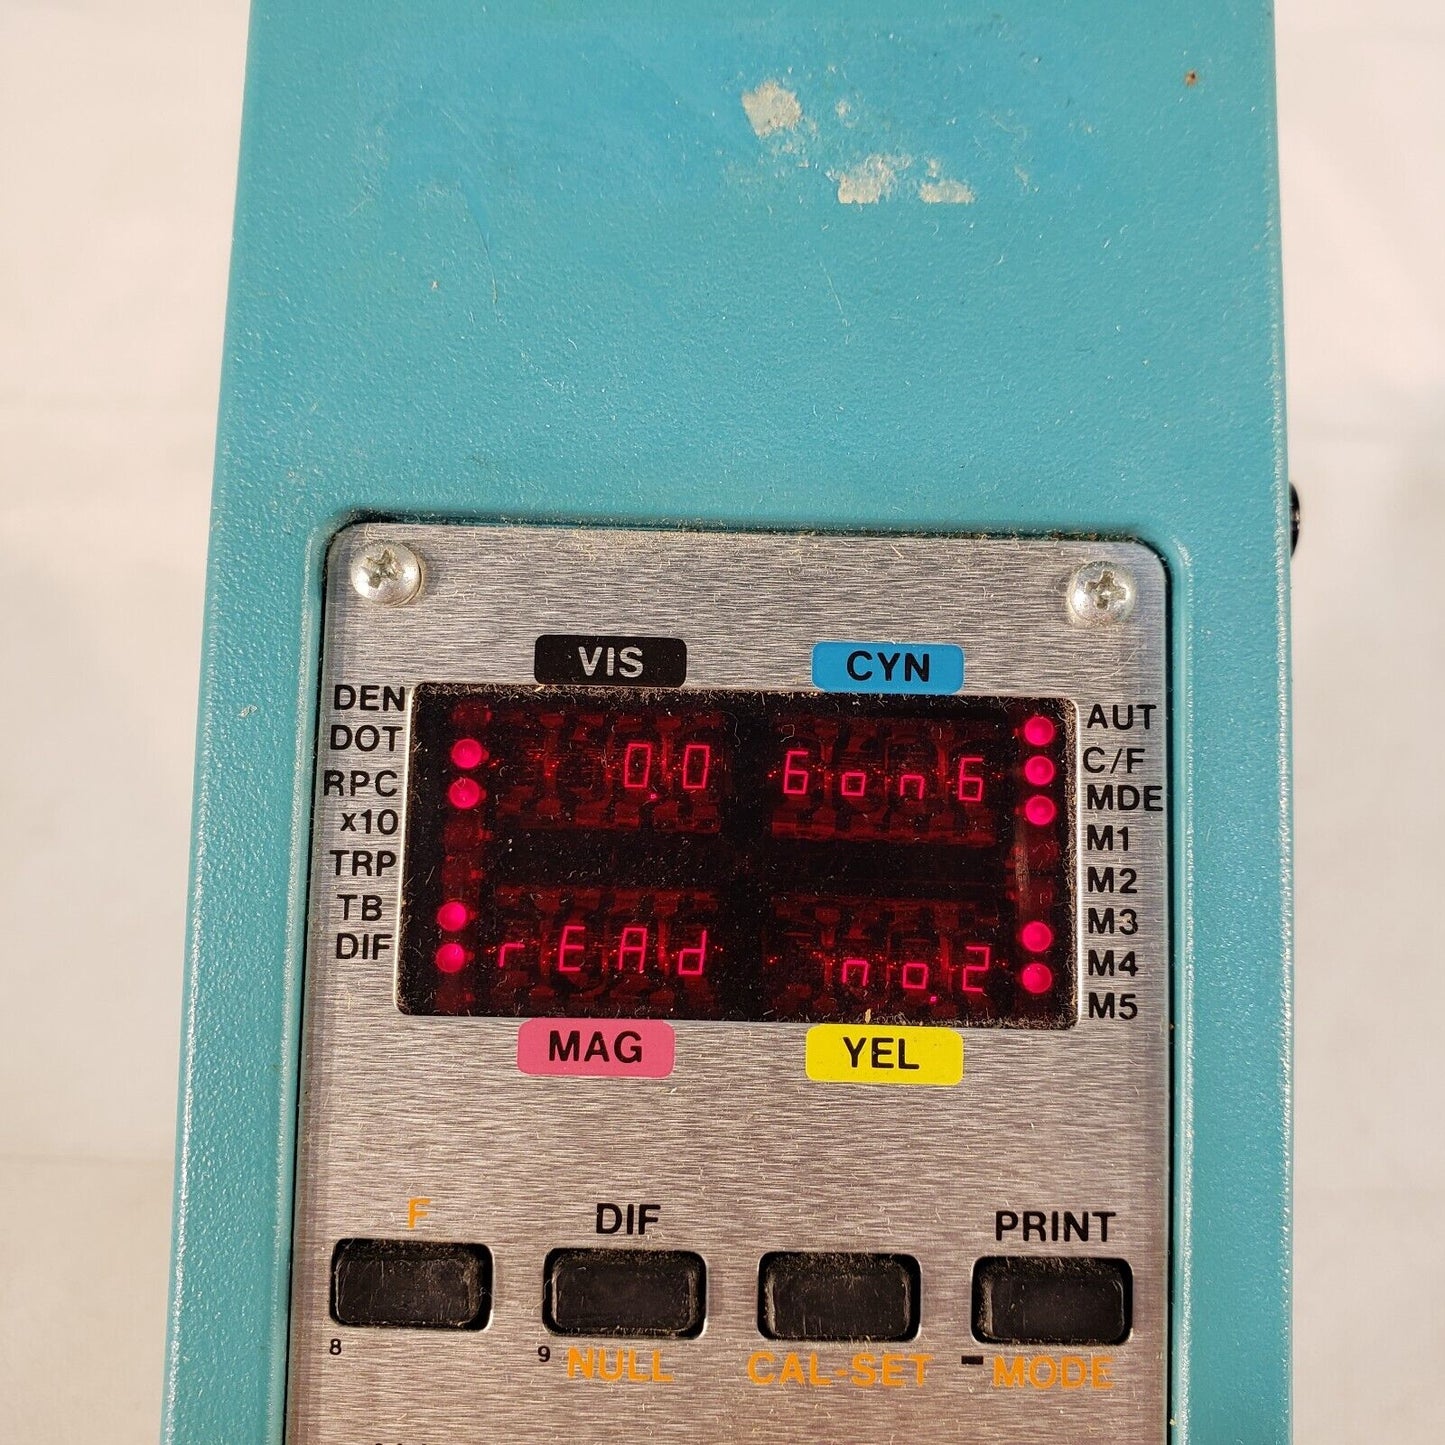 VIS CYN
DEN
DOT
RPC
x10
TRP
TB
DIF
0.0 6on6
rEAd no.2
AUT
C/F
MDE
M1
M2
M3
M4
M5
MAG YEL
F DIF PRINT
8 9 NULL CAL-SET - MODE